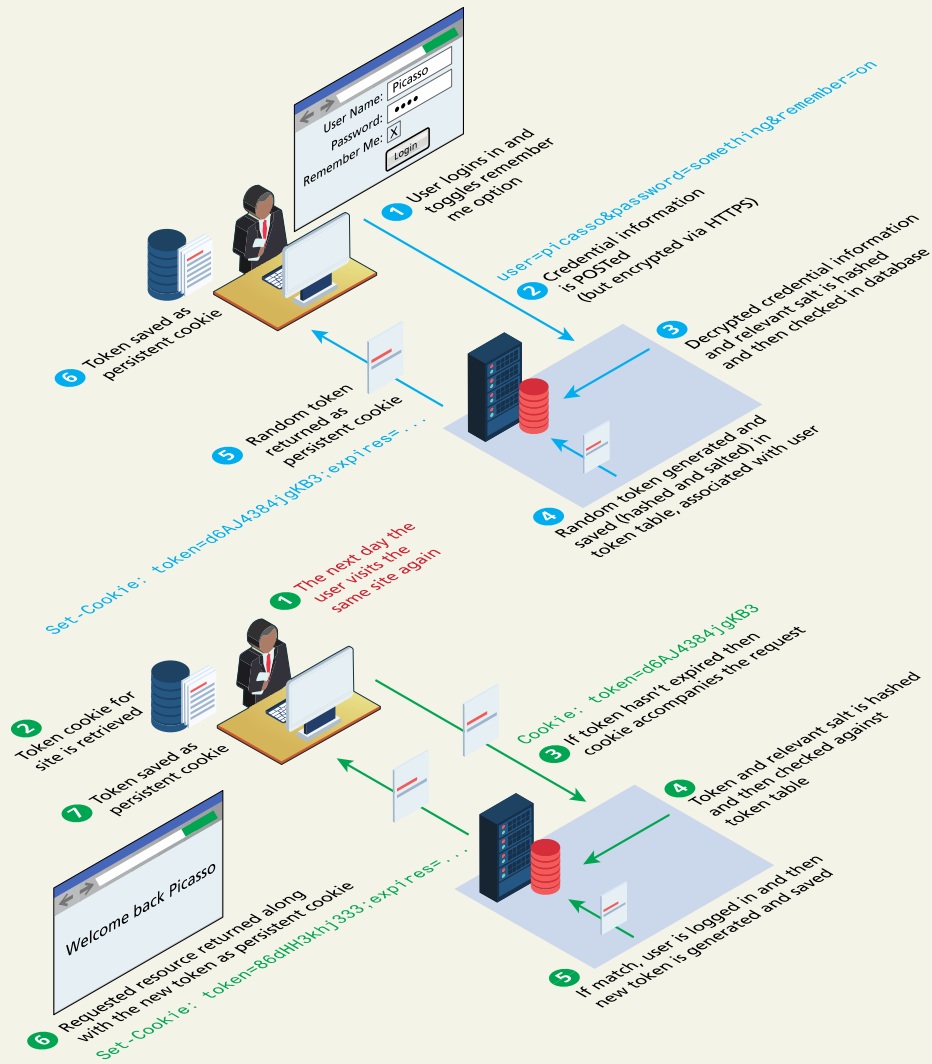 User Name: Picasso
Password: ••••
Remember Me: X
Login
1 User logins in and
toggles remember
me option
user=picasso&password=something&remember=on
2 Credential information
is POSTed
(but encrypted via HTTPS)
3 Decrypted credential information
and relevant salt is hashed
and then checked in database
4 Random token generated and
saved (hashed and salted) in
token table, associated with user
5 Random token
returned as
persistent cookie
Set-Cookie: token=d6AJ4384jgKB3;expires=...
6 Token saved as
persistent cookie
1 The next day the
user visits the
same site again
2 Token cookie for
site is retrieved
Cookie: token=d6AJ4384jgKB3
3 If token hasn't expired then
cookie accompanies the request
4 Token and relevant salt is hashed
and then checked against
token table
5 If match, user is logged in and then
new token is generated and saved
6 Requested resource returned along
with the new token as persistent cookie
Set-Cookie: token=86dHH3khj333;expires=...
7 Token saved as
persistent cookie
Welcome back Picasso